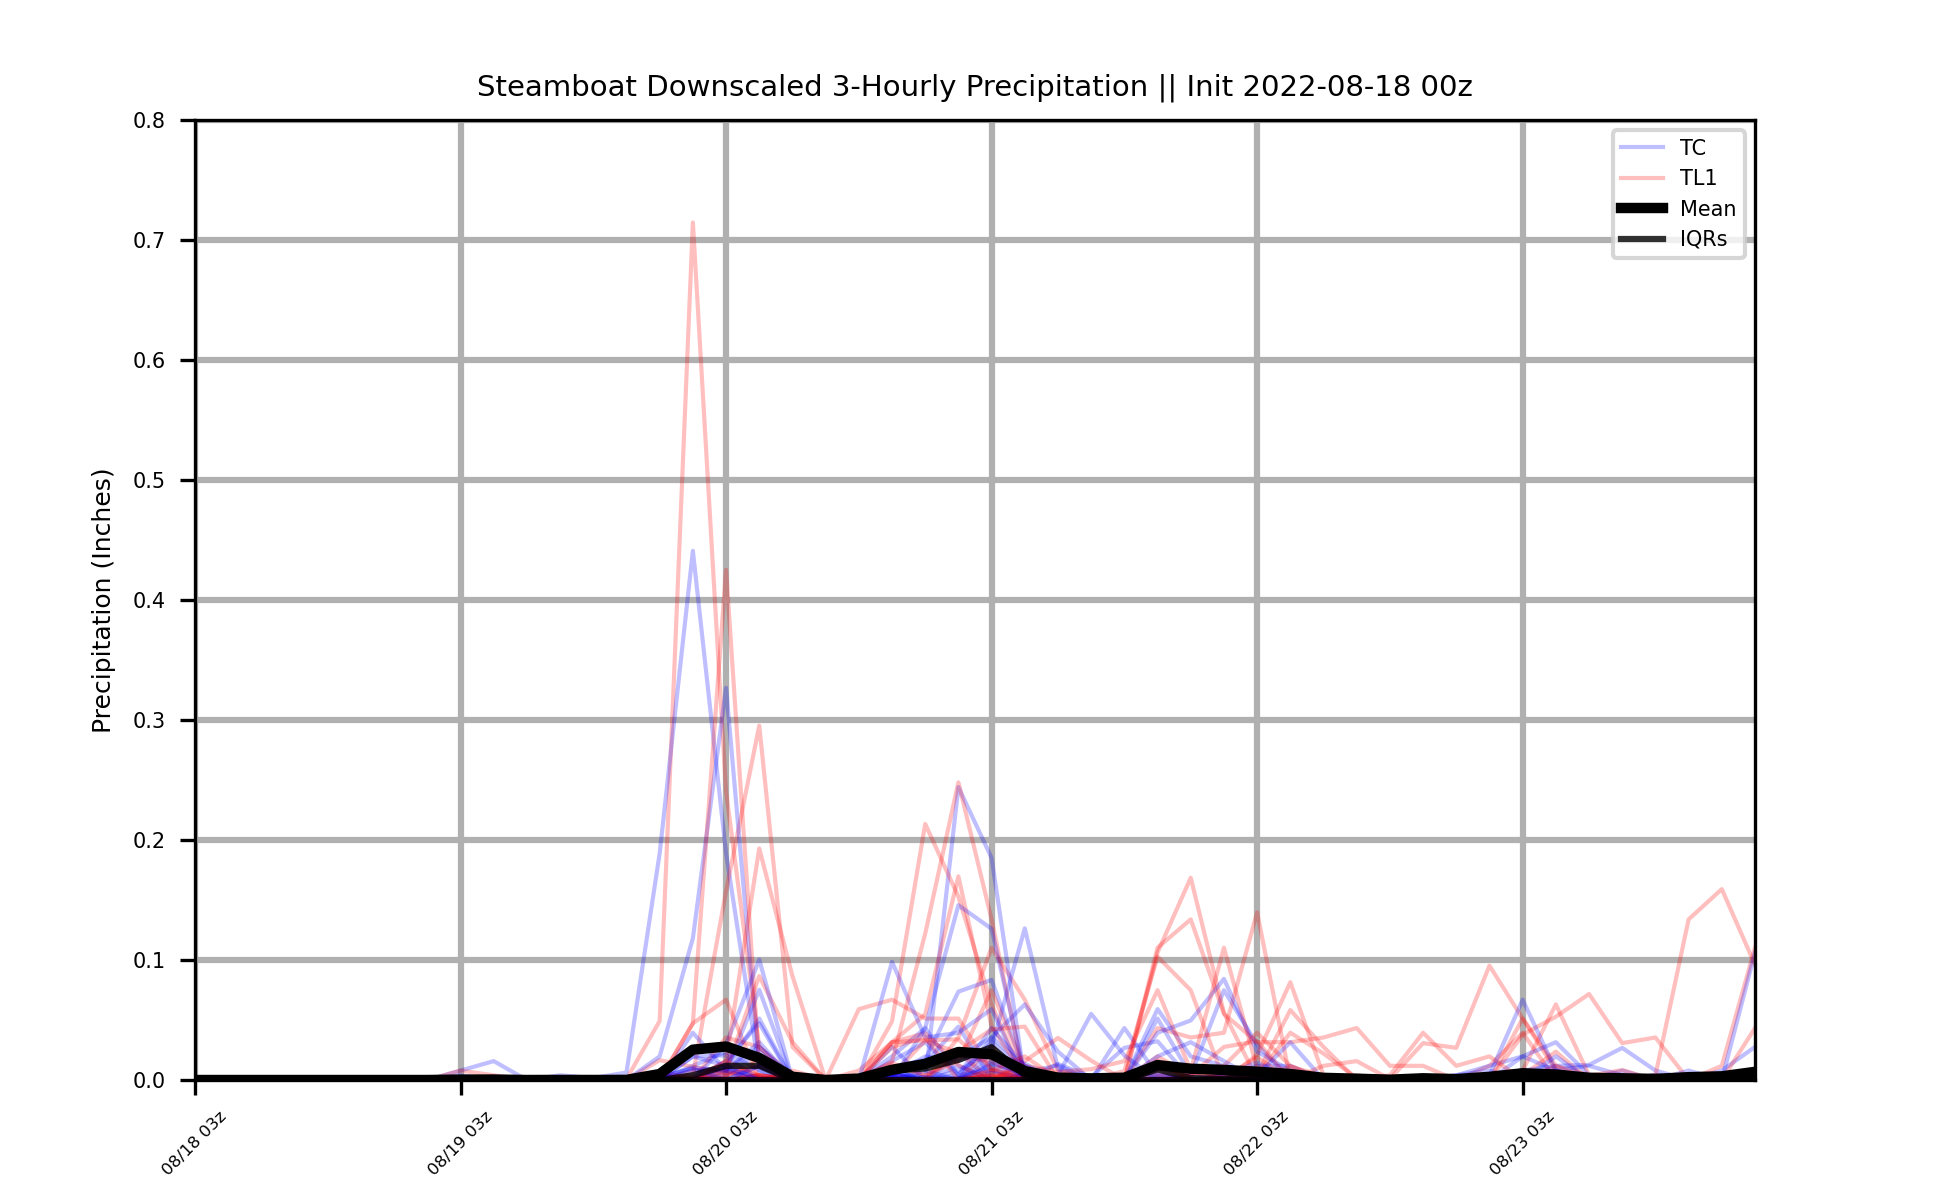 Steamboat Downscaled 3-Hourly Precipitation || Init 2022-08-18 00z
Precipitation (Inches)
0.8
0.7
0.6
0.5
0.4
0.3
0.2
0.1
0.0
TC
TL1
Mean
IQRs
08/18 03z
08/19 03z
08/20 03z
08/21 03z
08/22 03z
08/23 03z